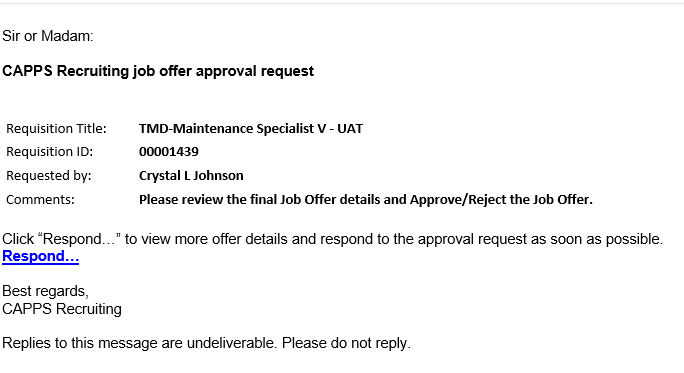 Sir or Madam:
CAPPS Recruiting job offer approval request
Requisition Title: TMD-Maintenance Specialist V - UAT
Requisition ID: 00001439
Requested by: Crystal L Johnson
Comments: Please review the final Job Offer details and Approve/Reject the Job Offer.
Click “Respond…” to view more offer details and respond to the approval request as soon as possible.
Respond…
Best regards,
CAPPS Recruiting
Replies to this message are undeliverable. Please do not reply.